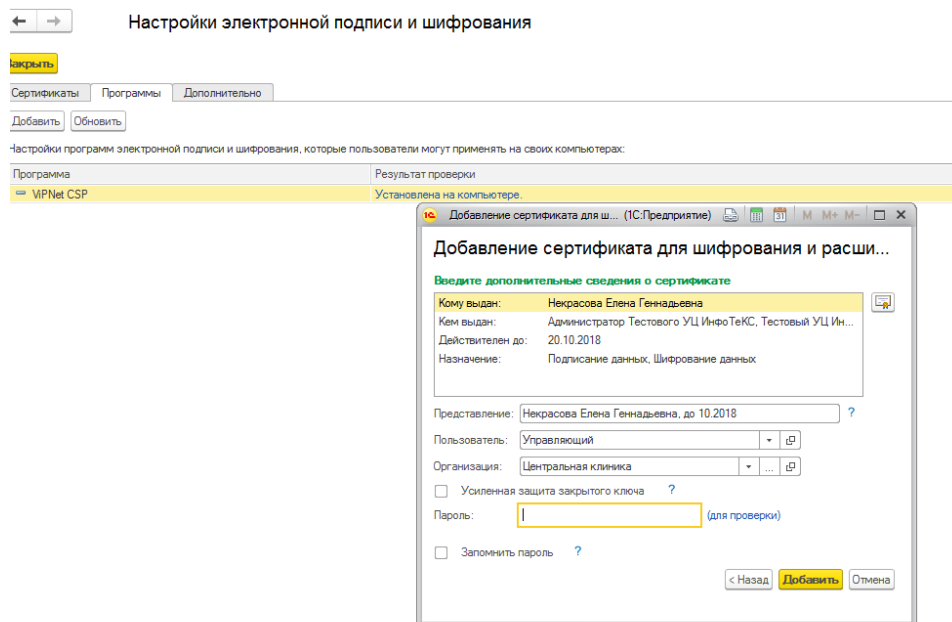 Настройки электронной подписи и шифрования
Закрыть
Сертификаты Программы Дополнительно
Добавить Обновить
Настройки программ электронной подписи и шифрования, которые пользователи могут применять на своих компьютерах:
Программа Результат проверки
ViPNet CSP Установлена на компьютере.
1С Добавление сертификата для ш... (1С:Предприятие) 31 M M+ M-
Добавление сертификата для шифрования и расши...
Введите дополнительные сведения о сертификате
Кому выдан: Некрасова Елена Геннадьевна
Кем выдан: Администратор Тестового УЦ ИнфоТеКС, Тестовый УЦ Ин...
Действителен до: 20.10.2018
Назначение: Подписание данных, Шифрование данных
Представление: Некрасова Елена Геннадьевна, до 10.2018 ?
Пользователь: Управляющий
Организация: Центральная клиника ...
Усиленная защита закрытого ключа ?
Пароль: (для проверки)
Запомнить пароль ?
< Назад Добавить Отмена